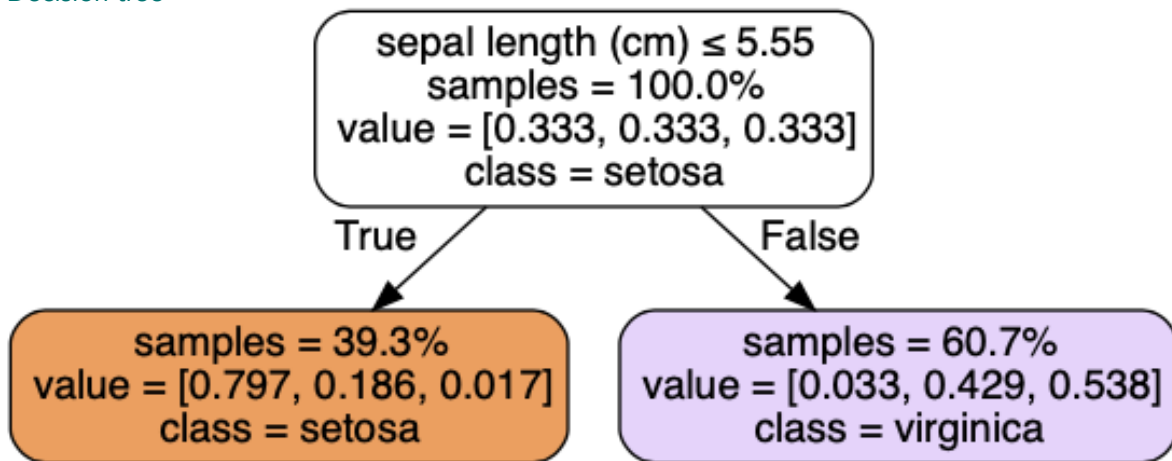 Decision tree
sepal length (cm) ≤ 5.55
samples = 100.0%
value = [0.333, 0.333, 0.333]
class = setosa
True
False
samples = 39.3%
value = [0.797, 0.186, 0.017]
class = setosa
samples = 60.7%
value = [0.033, 0.429, 0.538]
class = virginica